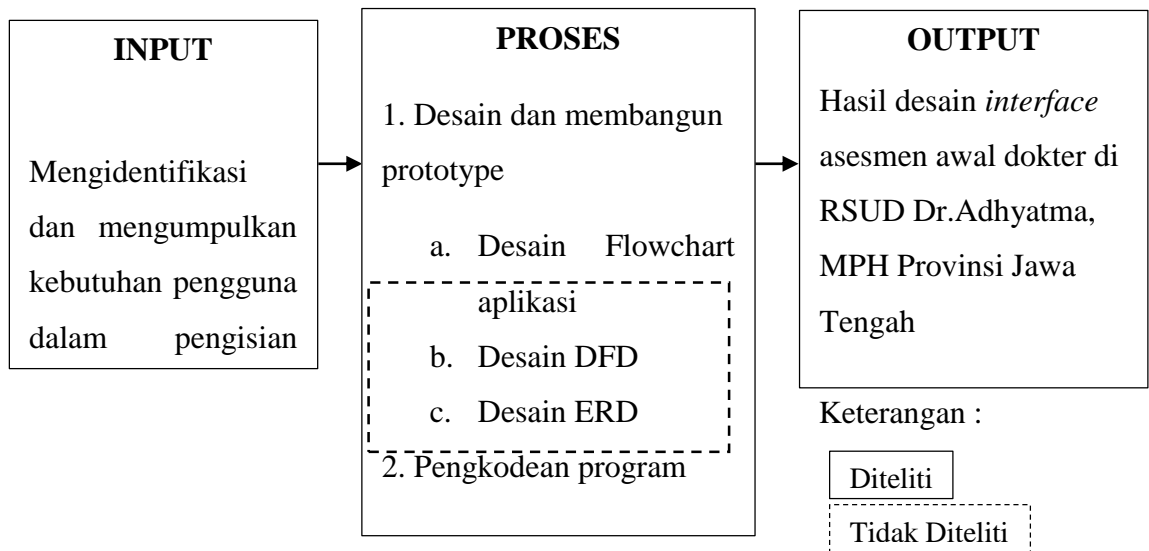 INPUT
Mengidentifikasi
dan mengumpulkan
kebutuhan pengguna
dalam pengisian
PROSES
1. Desain dan membangun
prototype
a. Desain Flowchart
aplikasi
b. Desain DFD
c. Desain ERD
2. Pengkodean program
OUTPUT
Hasil desain interface
asesmen awal dokter di
RSUD Dr.Adhyatma,
MPH Provinsi Jawa
Tengah
Keterangan :
Diteliti
Tidak Diteliti